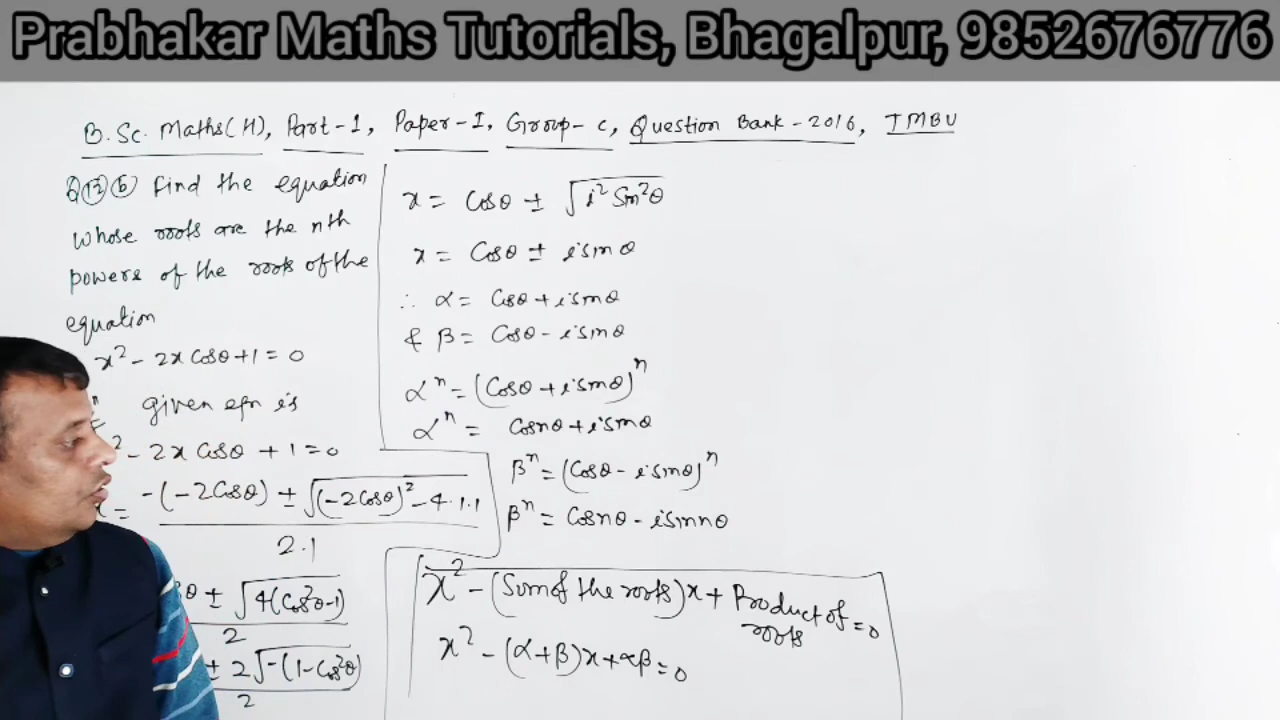 Prabhakar Maths Tutorials, Bhagalpur, 9852676776
B.Sc. Maths(H), Part-1, Paper-I, Group-C, Question Bank-2016, TMBU
Q12(b) Find the equation
whose roots are the nth
powers of the roots of the
equation
x² - 2x Cosθ + 1 = 0
given eqn is
² - 2x Cosθ + 1 = 0
= -(-2Cosθ) ± √(-2Cosθ)² - 4·1·1
2·1
θ ± √4(Cos²θ-1)
2
± 2√-(1-Cos²θ)
2
x = Cosθ ± √i² Sin²θ
x = Cosθ ± i sinθ
∴ α = Cosθ + i sinθ
& β = Cosθ - i sinθ
αⁿ = (Cosθ + i sinθ)ⁿ
αⁿ = Cosnθ + i sinθ
βⁿ = (Cosθ - i sinθ)ⁿ
βⁿ = Cosnθ - i sinnθ
x² - (Sum of the roots)x + Product of roots = 0
x² - (α+β)x + αβ = 0